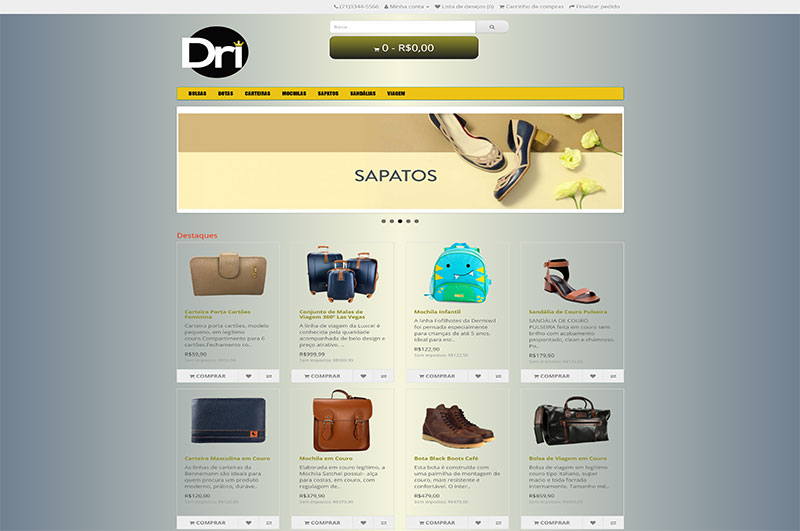 (71)3344-5566 Minha conta Lista de desejos (0) Carrinho de compras Finalizar pedido
Busca
0 - R$0,00
Dri
BOLSAS BOTAS CARTEIRAS MOCHILAS SAPATOS SANDÁLIAS VIAGEM
SAPATOS
Destaques
Carteira Porta Cartões
Feminina
Carteira porta cartões, modelo
pequeno, em legítimo
couro.Compartimento para 6
cartões.Fechamento co..
R$59,90
Sem impostos: R$59,90
COMPRAR
Conjunto de Malas de
Viagem 360º Las Vegas
A linha de viagem da Luxcel é
conhecida pela qualidade
acompanhada de belo design e
preço atrativo. ...
R$999,99
Sem impostos: R$999,99
COMPRAR
Mochila Infantil
A linha Fofilhotes da Dermiwil
foi pensada especialmente
para crianças de até 5 anos.
Ideal para esc..
R$122,90
Sem impostos: R$122,90
COMPRAR
Sandália de Couro Pulseira
SANDÁLIA DE COURO
PULSEIRA feita em couro tem
brilho com acabamento
pespontado, clean e charmoso.
Po..
R$179,90
Sem impostos: R$179,90
COMPRAR
Carteira Masculina em Couro
As linhas de carteiras da
Bennemann são ideais para
quem procura um produto
moderno, prático, duráve..
R$126,00
Sem impostos: R$126,00
COMPRAR
Mochila em Couro
Elaborada em couro legítimo, a
Mochila Satchel possui alça
para costas, em couro, com
regulagem de..
R$379,90
Sem impostos: R$379,90
COMPRAR
Bota Black Boots Café
Esta bota é construída com
uma palmilha de montagem
de couro, mais resistente e
confortável. O inter..
R$479,00
Sem impostos: R$479,00
COMPRAR
Bolsa de Viagem em Couro
Bolsa de viagem em legítimo
couro tipo italiano, super
macio e toda forrada
internamente. Tamanho méd..
R$859,90
Sem impostos: R$859,90
COMPRAR